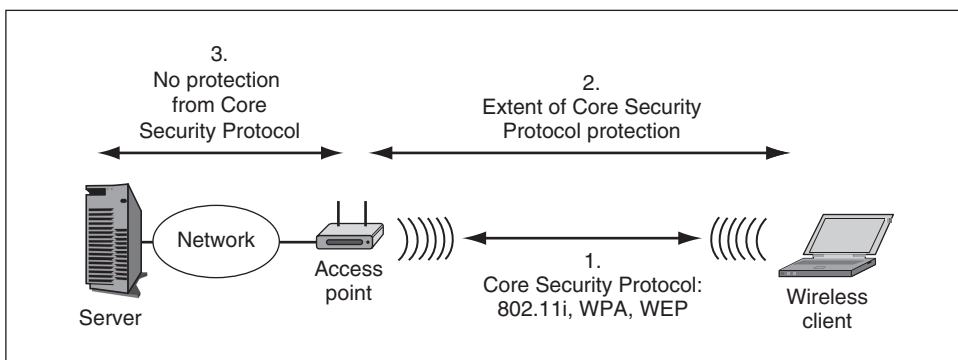 3.
No protection
from Core
Security Protocol
2.
Extent of Core Security
Protocol protection
Network
Access
point
Server
1.
Core Security Protocol:
802.11i, WPA, WEP
Wireless
client